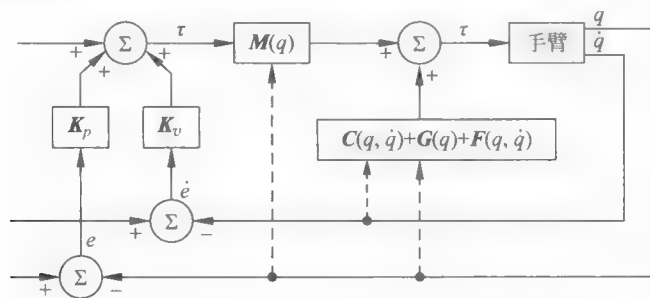 q
+ Σ τ M(q) + Σ τ 手臂 q̇
+ + +
K_p K_v C(q, q̇)+G(q)+F(q, q̇)
ė
+ Σ −
e
+ Σ −